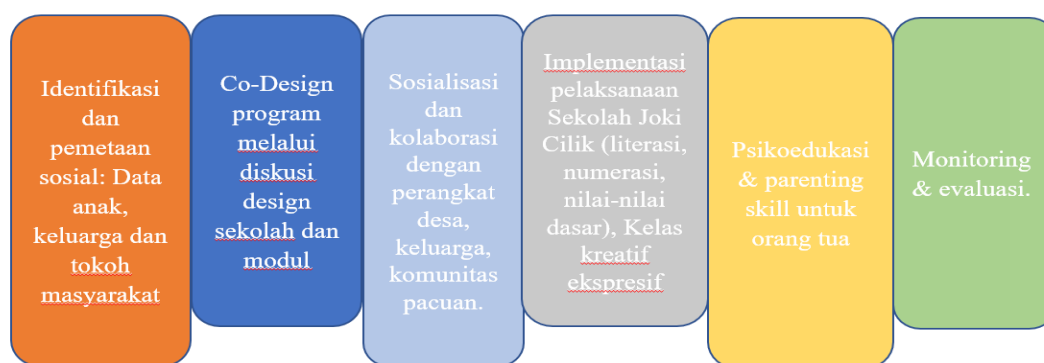 Identifikasi
dan
pemetaan
sosial: Data
anak,
keluarga dan
tokoh
masyarakat
Co-Design
program
melalui
diskusi
design
sekolah dan
modul
Sosialisasi
dan
kolaborasi
dengan
perangkat
desa,
keluarga,
komunitas
pacuan.
Implementasi
pelaksanaan
Sekolah Joki
Cilik (literasi,
numerasi,
nilai-nilai
dasar), Kelas
kreatif
ekspresif
Psikoedukasi
& parenting
skill untuk
orang tua
Monitoring
& evaluasi.